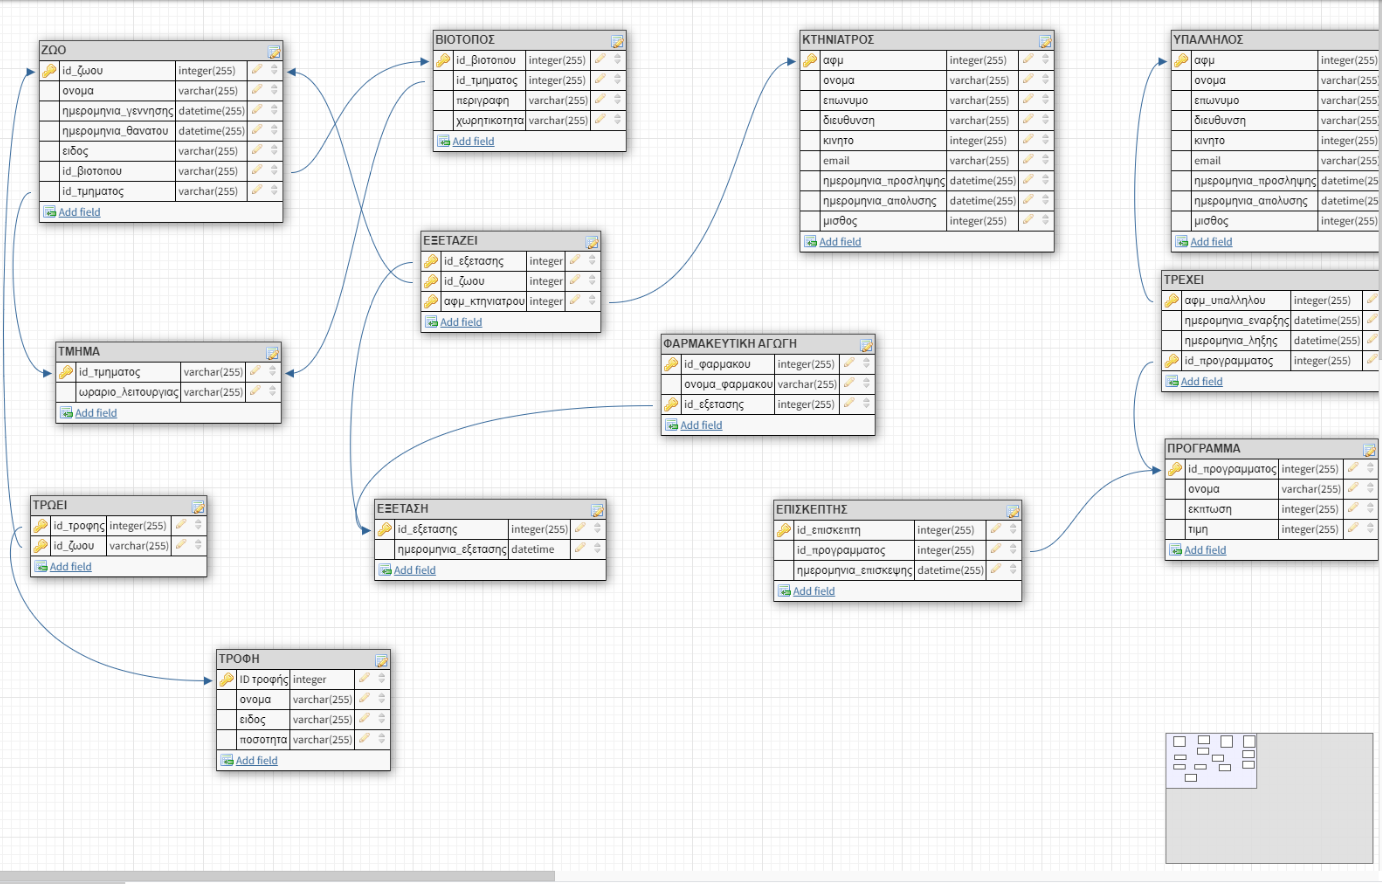 ΖΩΟ
id_ζωου integer(255)
ονομα varchar(255)
ημερομηνια_γεννησης datetime(255)
ημερομηνια_θανατου datetime(255)
ειδος varchar(255)
id_βιοτοπου varchar(255)
id_τμηματος varchar(255)
Add field
ΒΙΟΤΟΠΟΣ
id_βιοτοπου integer(255)
id_τμηματος integer(255)
περιγραφη varchar(255)
χωρητικοτητα varchar(255)
Add field
ΚΤΗΝΙΑΤΡΟΣ
αφμ integer(255)
ονομα varchar(255)
επωνυμο varchar(255)
διευθυνση varchar(255)
κινητο integer(255)
email varchar(255)
ημερομηνια_προσληψης datetime(255)
ημερομηνια_απολυσης datetime(255)
μισθος integer(255)
Add field
ΥΠΑΛΛΗΛΟΣ
αφμ integer(255)
ονομα varchar(255)
επωνυμο varchar(255)
διευθυνση varchar(255)
κινητο integer(255)
email varchar(255)
ημερομηνια_προσληψης datetime(25
ημερομηνια_απολυσης datetime(25
μισθος integer(255)
Add field
ΕΞΕΤΑΖΕΙ
id_εξετασης integer
id_ζωου integer
αφμ_κτηνιατρου integer
Add field
ΤΡΕΧΕΙ
αφμ_υπαλληλου integer(255)
ημερομηνια_εναρξης datetime(255)
ημερομηνια_ληξης datetime(255)
id_προγραμματος integer(255)
Add field
ΤΜΗΜΑ
id_τμηματος varchar(255)
ωραριο_λειτουργιας varchar(255)
Add field
ΦΑΡΜΑΚΕΥΤΙΚΗ ΑΓΩΓΗ
id_φαρμακου integer(255)
ονομα_φαρμακου varchar(255)
id_εξετασης integer(255)
Add field
ΠΡΟΓΡΑΜΜΑ
id_προγραμματος integer(255)
ονομα varchar(255)
εκπτωση integer(255)
τιμη integer(255)
Add field
ΤΡΩΕΙ
id_τροφης integer(255)
id_ζωου varchar(255)
Add field
ΕΞΕΤΑΣΗ
id_εξετασης integer(255)
ημερομηνια_εξετασης datetime
Add field
ΕΠΙΣΚΕΠΤΗΣ
id_επισκεπτη integer(255)
id_προγραμματος integer(255)
ημερομηνια_επισκεψης datetime(255)
Add field
ΤΡΟΦΗ
ID τροφής integer
ονομα varchar(255)
ειδος varchar(255)
ποσοτητα varchar(255)
Add field